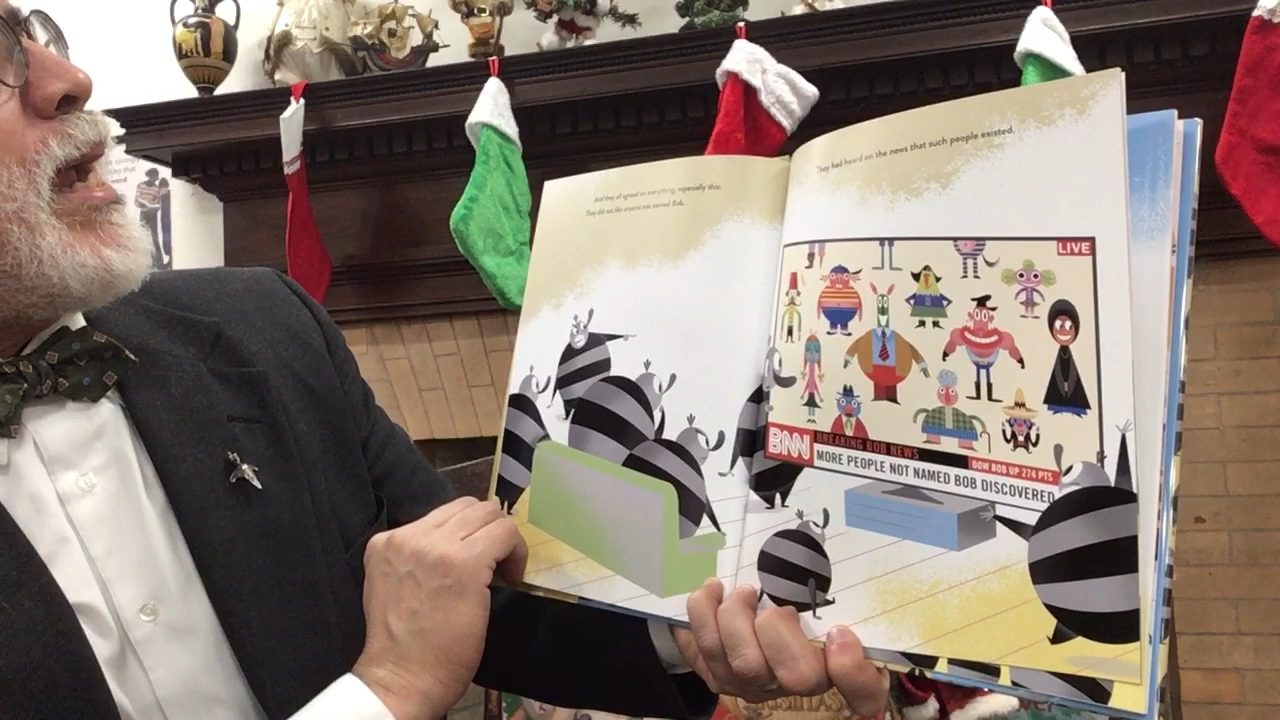 And they all agreed on everything, especially this:
They did not like anyone not named Bob.
They had heard on the news that such people existed.
LIVE
BNN
BREAKING BOB NEWS
DOW BOB UP 274 PTS
MORE PEOPLE NOT NAMED BOB DISCOVERED